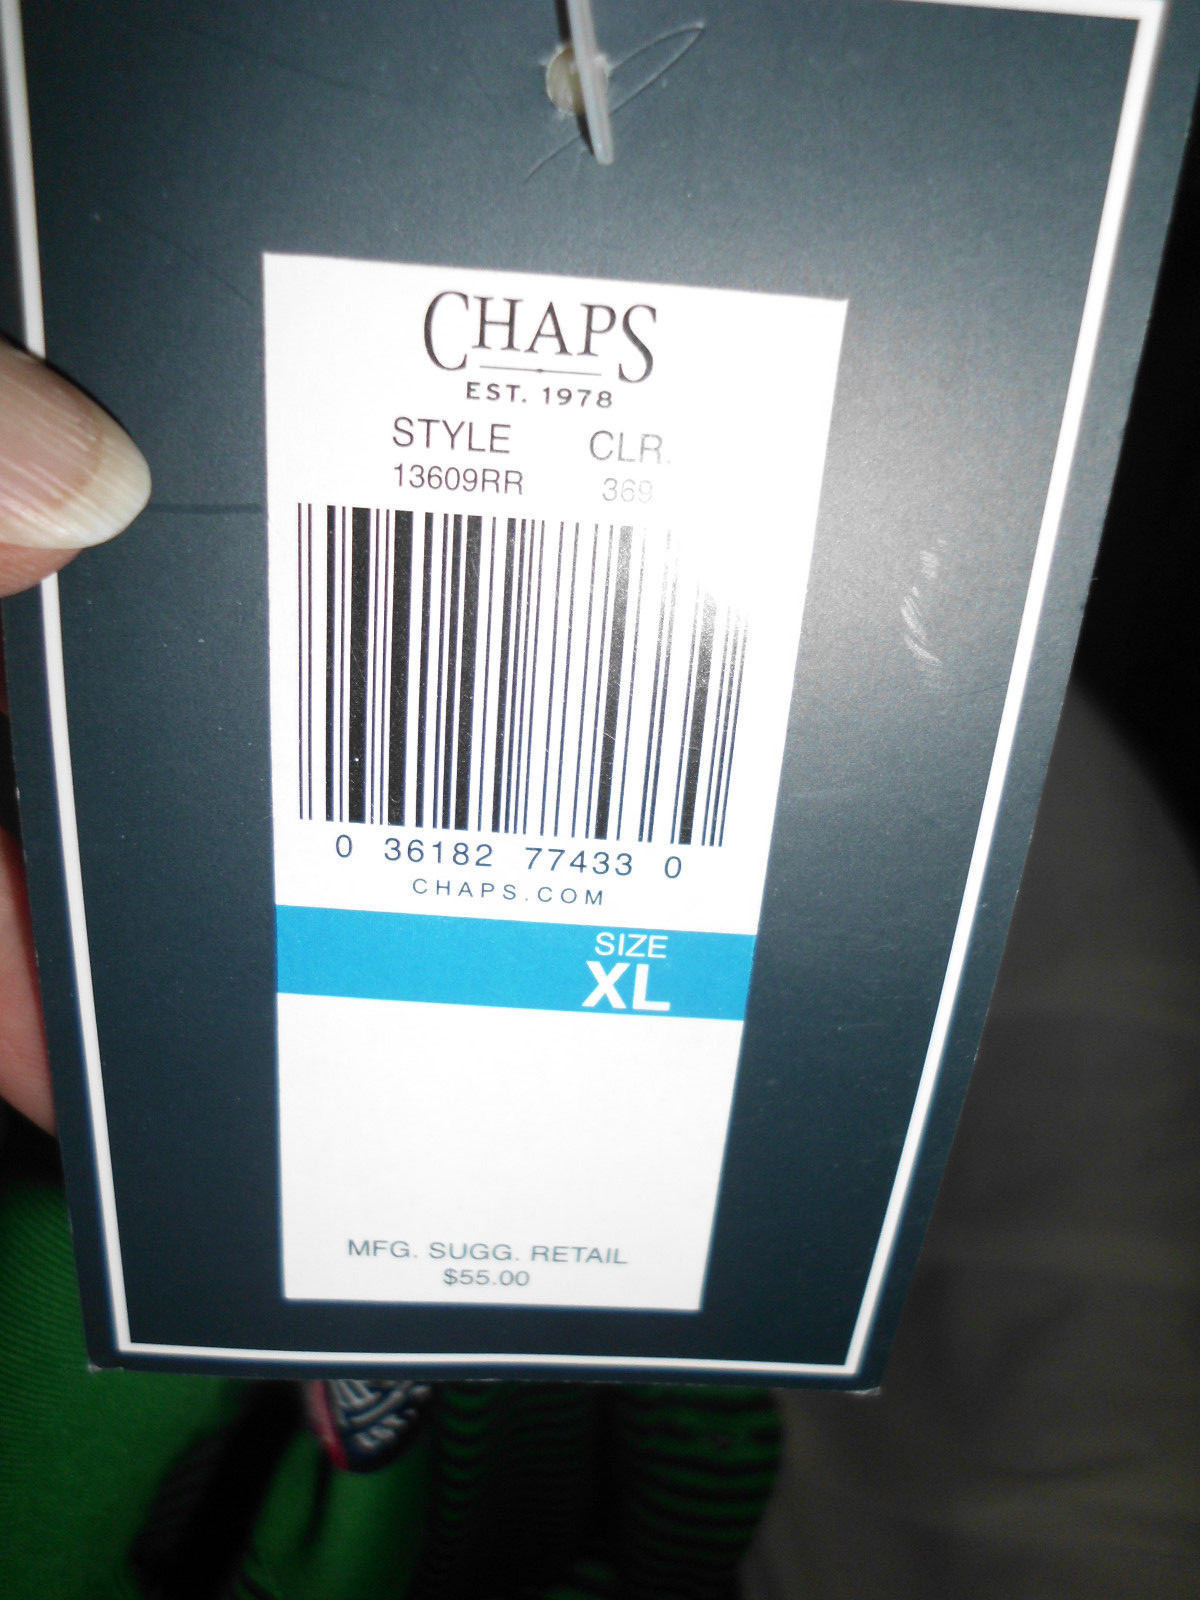 CHAPS
EST. 1978
STYLE CLR.
13609RR 369
0 36182 77433 0
CHAPS.COM
SIZE
XL
MFG. SUGG. RETAIL
$55.00
EST.